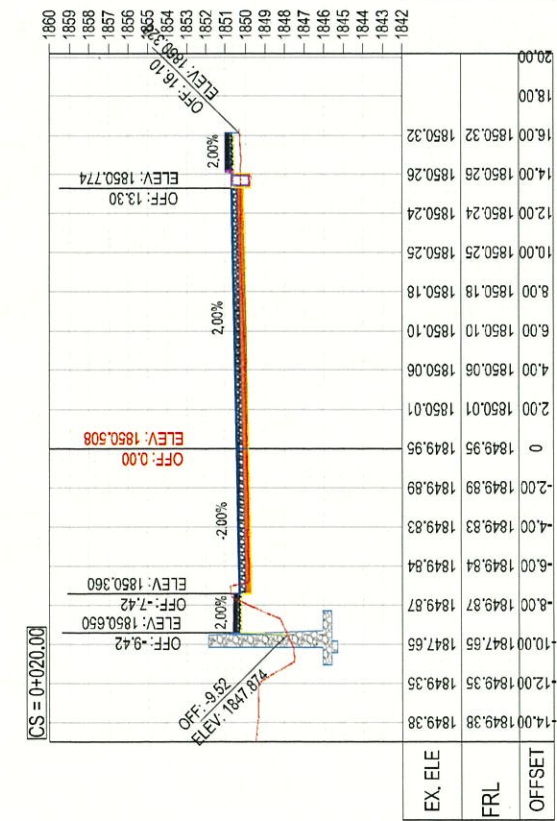 CS = 0+020.00
1860
1859
1858
1857
1856
1855
1854
1853
1852
1851
1850
1849
1848
1847
1846
1845
1844
1843
1842
OFF: -9.52
ELEV: 1847.874
OFF: -9.42
ELEV: 1850.650
2.00%
OFF: -7.42
ELEV: 1850.360
-2.00%
OFF: 0.00
ELEV: 1850.508
2.00%
OFF: 13.30
ELEV: 1850.774
2.00%
OFF: 16.10
ELEV: 1850.328
EX. ELE 1849.38 1849.35 1847.65 1849.87 1849.84 1849.83 1849.89 1849.95 1850.01 1850.06 1850.10 1850.18 1850.25 1850.24 1850.26 1850.32
FRL 1849.38 1849.35 1847.65 1849.87 1849.84 1849.83 1849.89 1849.95 1850.01 1850.06 1850.10 1850.18 1850.25 1850.24 1850.26 1850.32
OFFSET -14.00 -12.00 -10.00 -8.00 -6.00 -4.00 -2.00 0 2.00 4.00 6.00 8.00 10.00 12.00 14.00 16.00 18.00 20.00